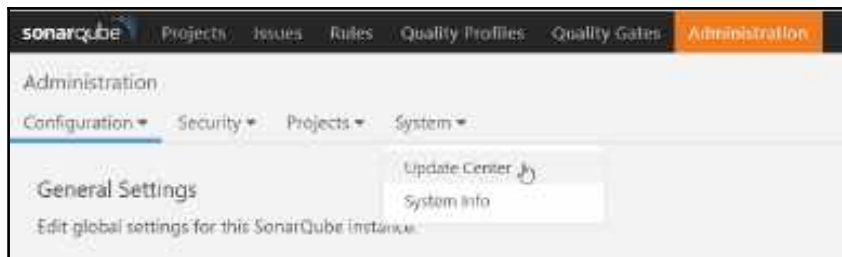 sonarqube Projects Issues Rules Quality Profiles Quality Gates Administration
Administration
Configuration Security Projects System
Update Center
General Settings
System Info
Edit global settings for this SonarQube instance.